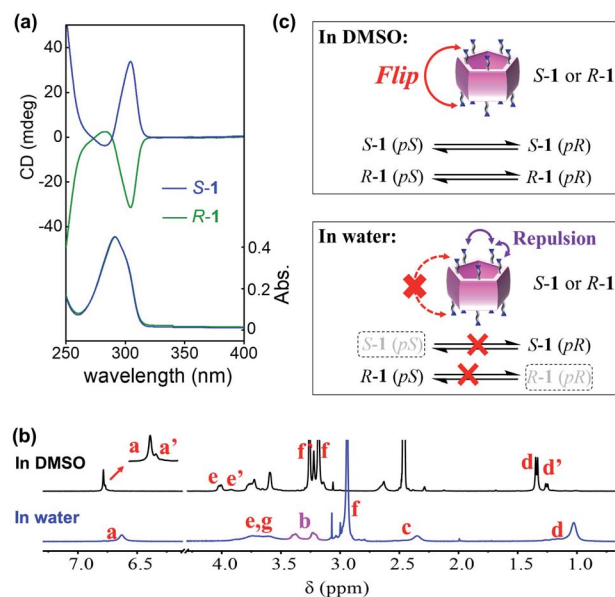 (a)
50
40
20
0
-20
-40
CD (mdeg)
S-1
R-1
0.4
0.2
0
Abs.
250
300
350
400
wavelength (nm)
(c)
In DMSO:
Flip
S-1 or R-1
S-1 (pS) S-1 (pR)
R-1 (pS) R-1 (pR)
In water:
Repulsion
S-1 or R-1
S-1 (pS) S-1 (pR)
R-1 (pS) R-1 (pR)
(b)
In DMSO
a a'
e e' f' f d d'
In water
a e,g b f c d
7.0 6.5 4.0 3.5 3.0 2.5 2.0 1.5 1.0
δ (ppm)